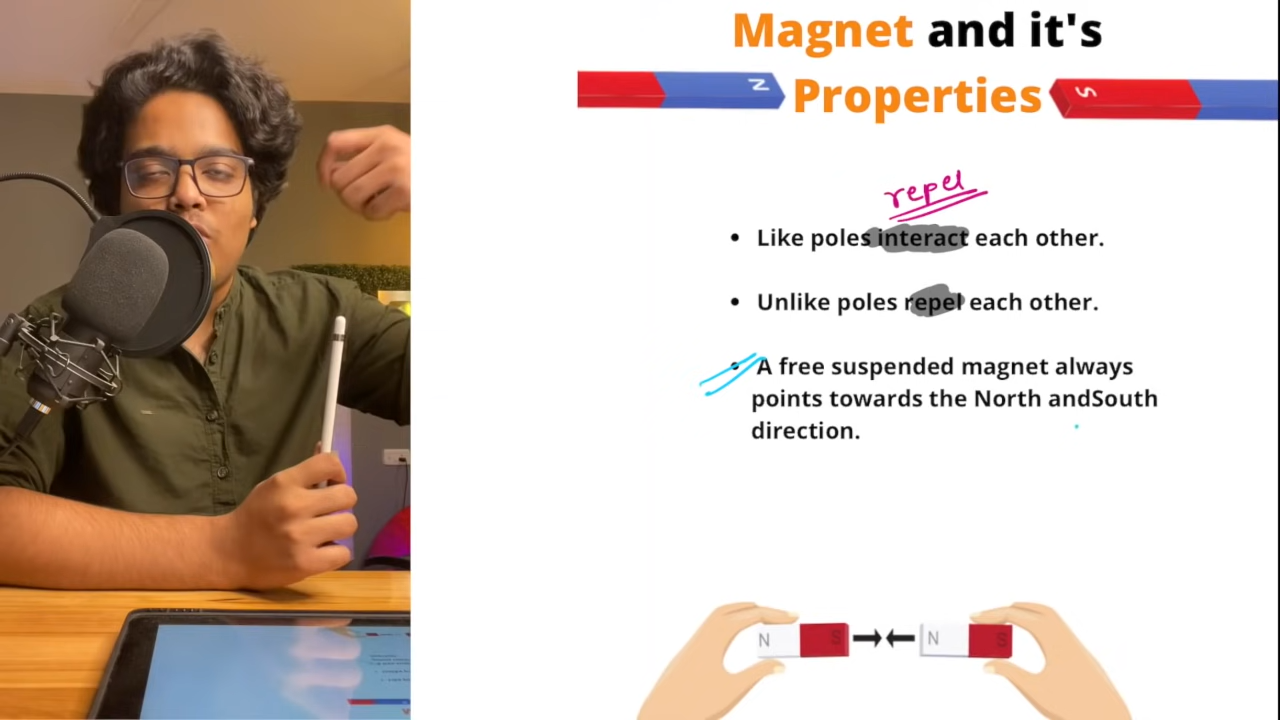 Magnet and it's
N Properties S
repel
• Like poles interact each other.
• Unlike poles repel each other.
• A free suspended magnet always
points towards the North andSouth
direction.
N S N S